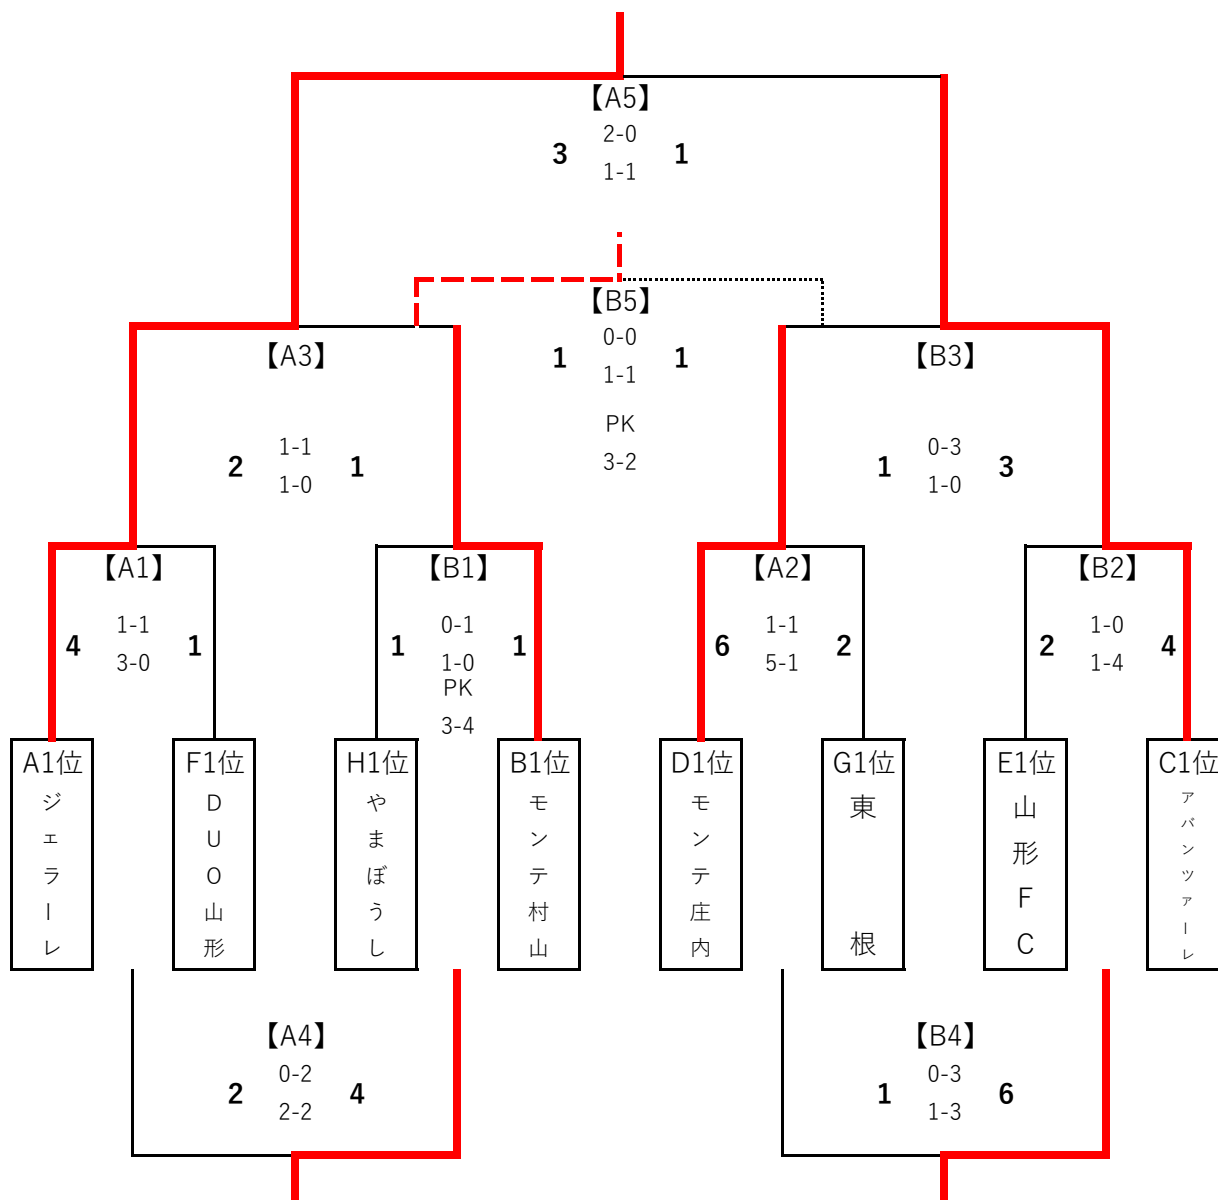 【A5】
2-0
3 1
1-1
【B5】
0-0
1 1
1-1
PK
3-2
【A3】
1-1
2 1
1-0
【B3】
0-3
1 3
1-0
【A1】
1-1
4 1
3-0
【B1】
0-1
1 1
1-0
PK
3-4
【A2】
1-1
6 2
5-1
【B2】
1-0
2 4
1-4
A1位
ジェラーレ
F1位
DUO山形
H1位
やまぼうし
B1位
モンテ村山
D1位
モンテ庄内
G1位
東根
E1位
山形FC
C1位
アバンツァーレ
【A4】
0-2
2 4
2-2
【B4】
0-3
1 6
1-3